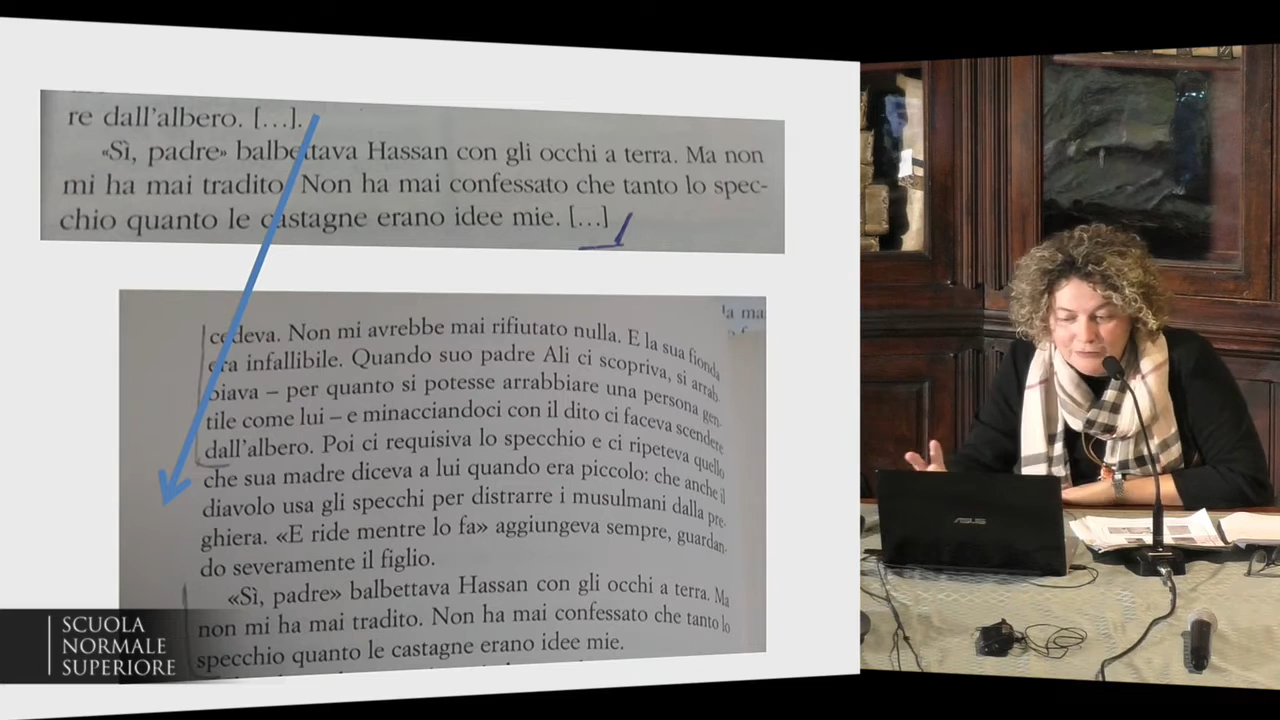 re dall'albero. […].
«Sì, padre» balbettava Hassan con gli occhi a terra. Ma non
mi ha mai tradito. Non ha mai confessato che tanto lo spec-
chio quanto le castagne erano idee mie. […]
la ma
cedeva. Non mi avrebbe mai rifiutato nulla. E la sua fionda
era infallibile. Quando suo padre Ali ci scopriva, si arrab-
biava – per quanto si potesse arrabbiare una persona gen-
tile come lui – e minacciandoci con il dito ci faceva scendere
dall'albero. Poi ci requisiva lo specchio e ci ripeteva quello
che sua madre diceva a lui quando era piccolo: che anche il
diavolo usa gli specchi per distrarre i musulmani dalla pre-
ghiera. «E ride mentre lo fa» aggiungeva sempre, guardan-
do severamente il figlio.
«Sì, padre» balbettava Hassan con gli occhi a terra. Ma
non mi ha mai tradito. Non ha mai confessato che tanto lo
specchio quanto le castagne erano idee mie.
SCUOLA
NORMALE
SUPERIORE
ASUS